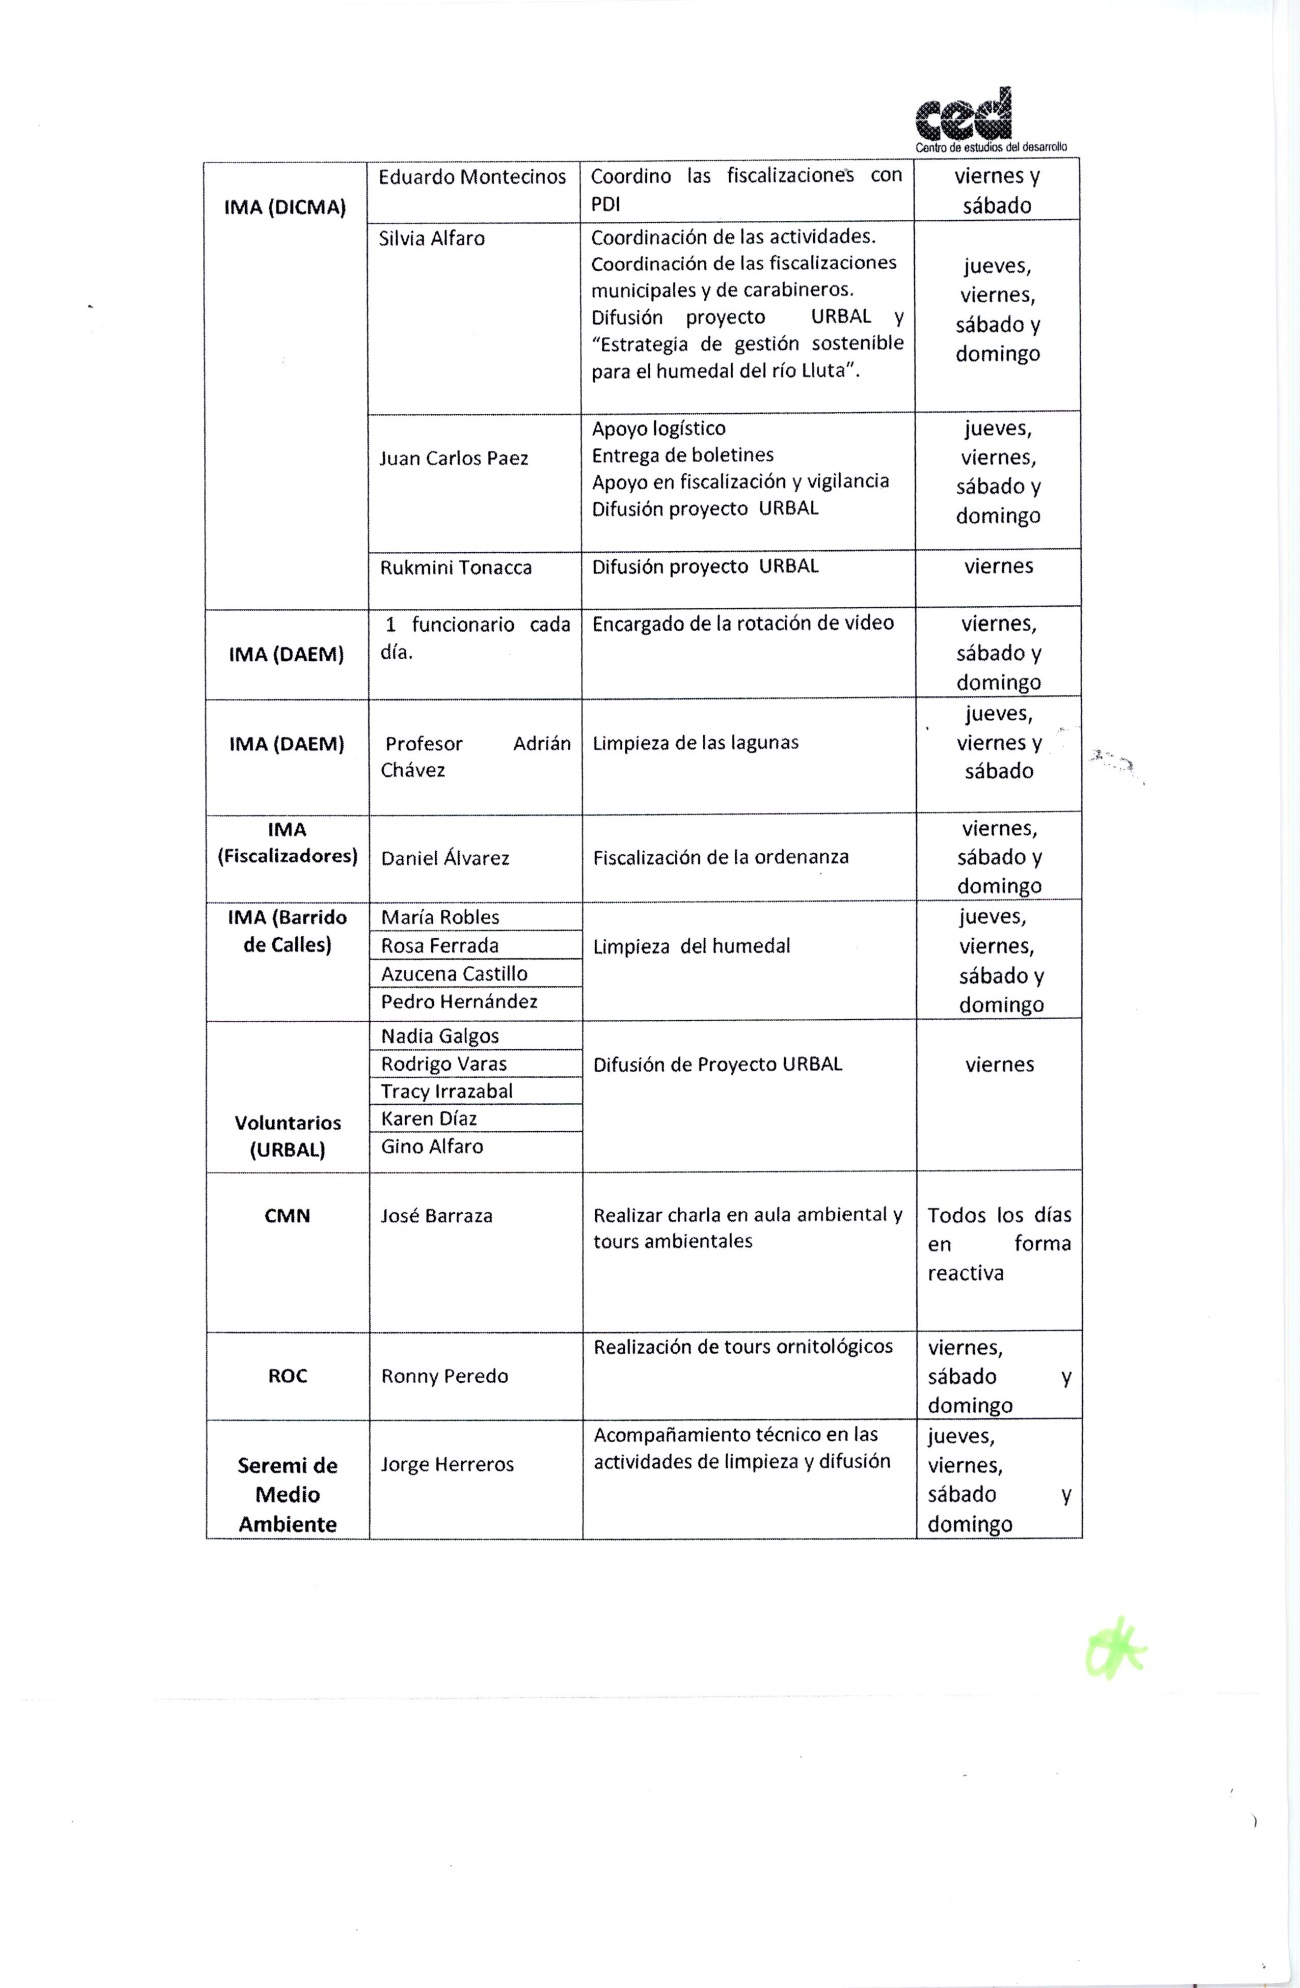 ced
Centro de estudios del desarrollo
IMA (DICMA)
Eduardo Montecinos
Coordino las fiscalizaciones con
PDI
viernes y
sábado
Silvia Alfaro
Coordinación de las actividades.
Coordinación de las fiscalizaciones
municipales y de carabineros.
Difusión proyecto URBAL y
“Estrategia de gestión sostenible
para el humedal del río Lluta”.
jueves,
viernes,
sábado y
domingo
Juan Carlos Paez
Apoyo logístico
Entrega de boletines
Apoyo en fiscalización y vigilancia
Difusión proyecto URBAL
jueves,
viernes,
sábado y
domingo
Rukmini Tonacca
Difusión proyecto URBAL
viernes
IMA (DAEM)
1 funcionario cada
día.
Encargado de la rotación de video
viernes,
sábado y
domingo
IMA (DAEM)
Profesor Adrián
Chávez
Limpieza de las lagunas
jueves,
viernes y
sábado
IMA
(Fiscalizadores)
Daniel Álvarez
Fiscalización de la ordenanza
viernes,
sábado y
domingo
IMA (Barrido
de Calles)
María Robles
Rosa Ferrada
Azucena Castillo
Pedro Hernández
Limpieza del humedal
jueves,
viernes,
sábado y
domingo
Voluntarios
(URBAL)
Nadia Galgos
Rodrigo Varas
Tracy Irrazabal
Karen Díaz
Gino Alfaro
Difusión de Proyecto URBAL
viernes
CMN
José Barraza
Realizar charla en aula ambiental y
tours ambientales
Todos los días
en forma
reactiva
ROC
Ronny Peredo
Realización de tours ornitológicos
viernes,
sábado y
domingo
Seremi de
Medio
Ambiente
Jorge Herreros
Acompañamiento técnico en las
actividades de limpieza y difusión
jueves,
viernes,
sábado y
domingo